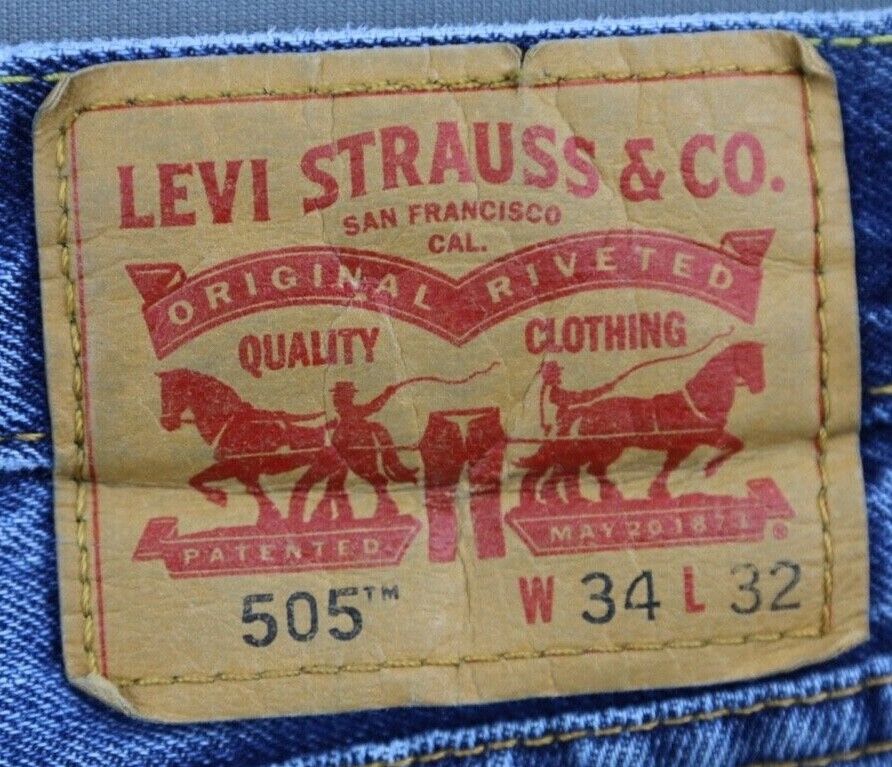 LEVI STRAUSS & CO.
SAN FRANCISCO
CAL.
ORIGINAL RIVETED
QUALITY CLOTHING
PATENTED MAY 20 1873 ®
505™ W 34 L 32